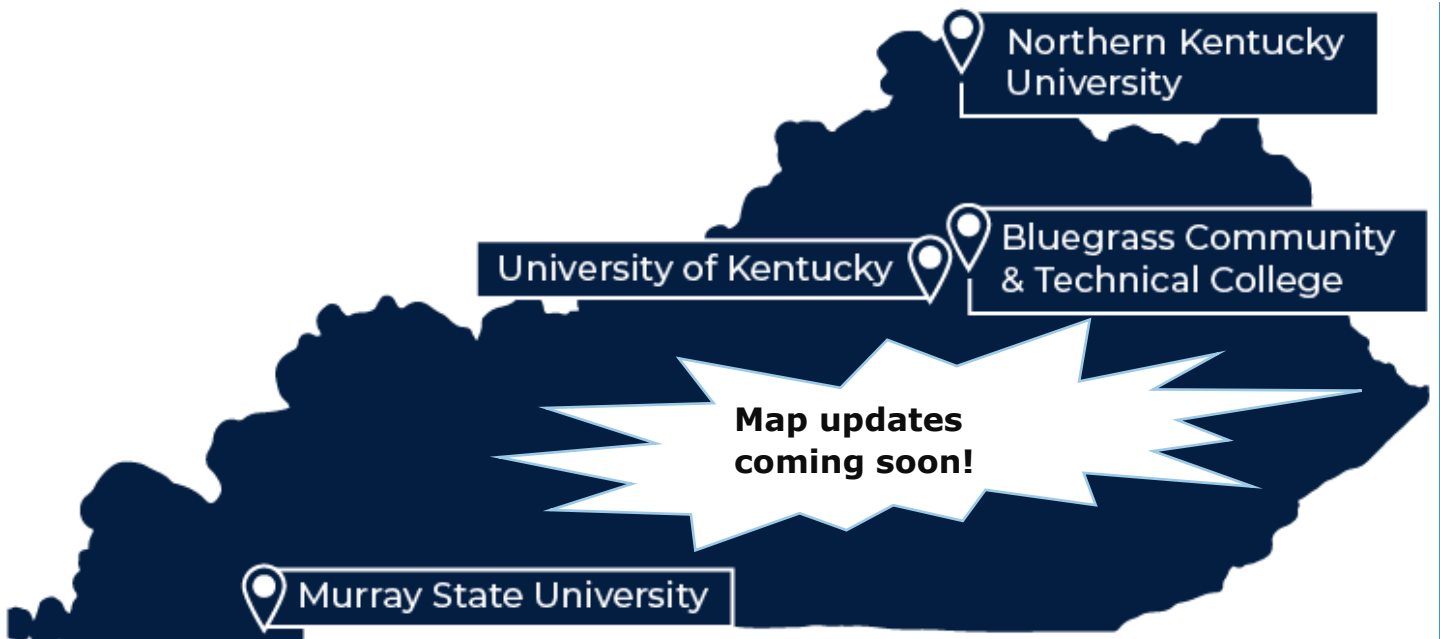 Northern Kentucky
University
Bluegrass Community
& Technical College
University of Kentucky
Map updates
coming soon!
Murray State University